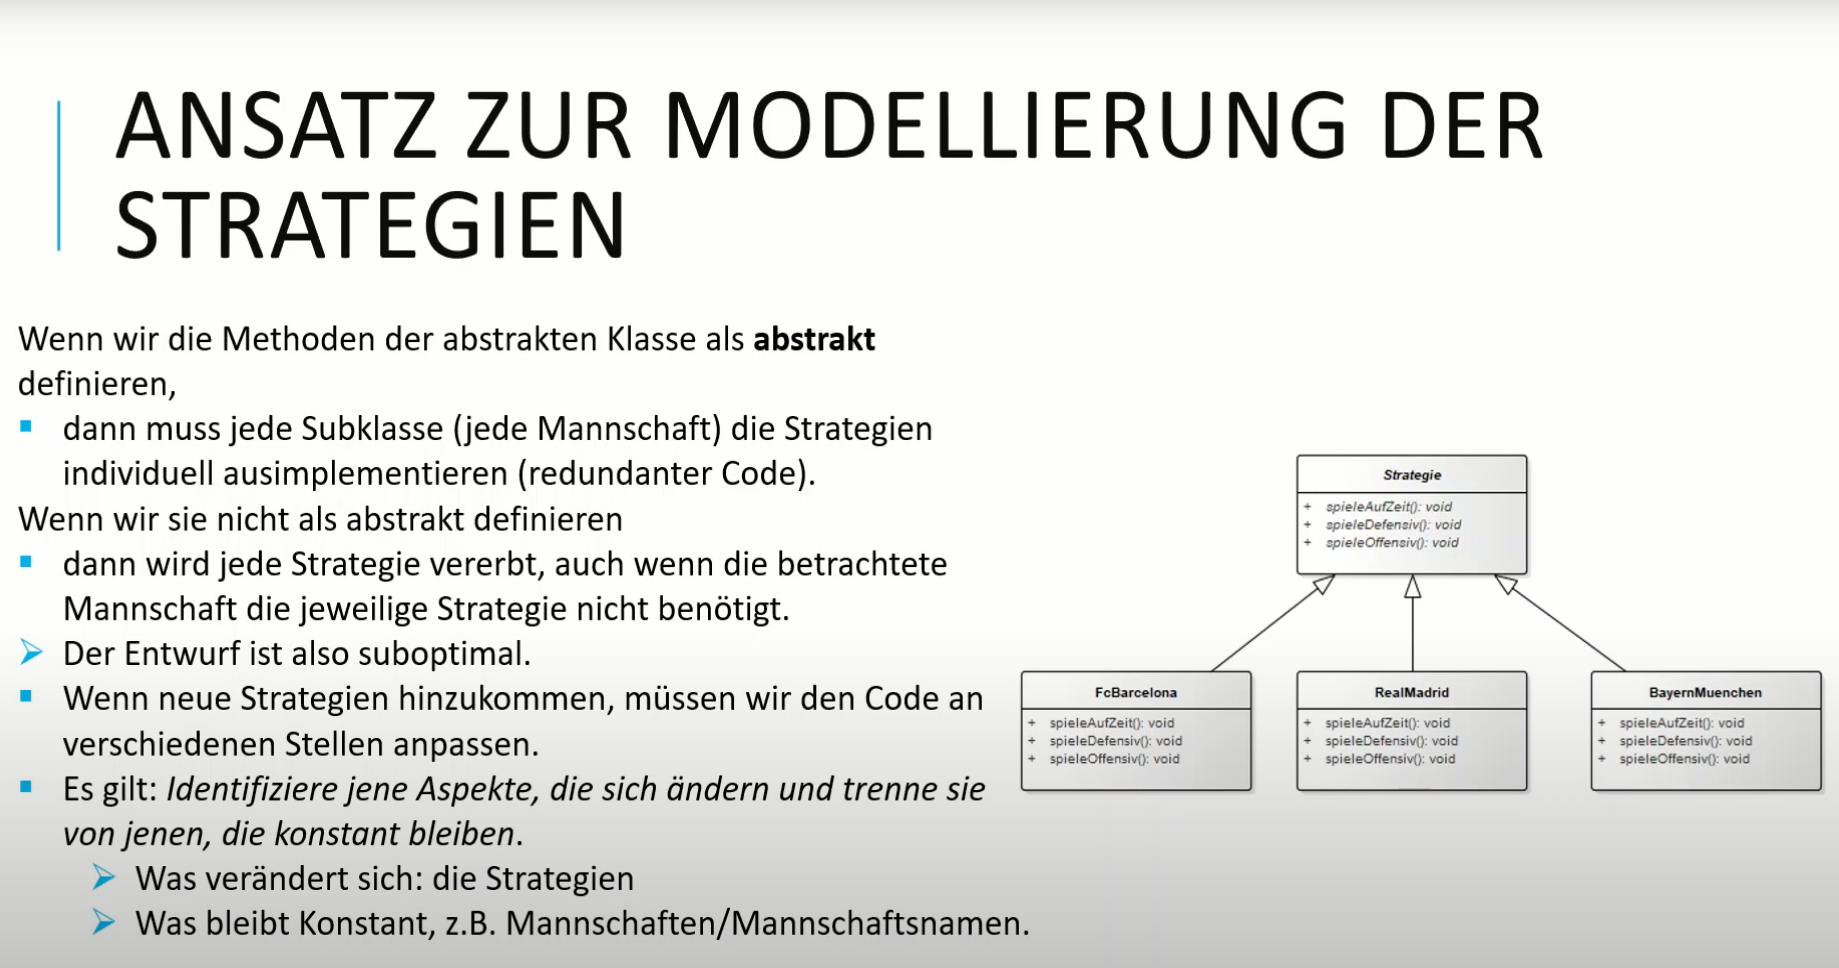 ANSATZ ZUR MODELLIERUNG DER
STRATEGIEN
Wenn wir die Methoden der abstrakten Klasse als abstrakt
definieren,
▪ dann muss jede Subklasse (jede Mannschaft) die Strategien
individuell ausimplementieren (redundanter Code).
Wenn wir sie nicht als abstrakt definieren
▪ dann wird jede Strategie vererbt, auch wenn die betrachtete
Mannschaft die jeweilige Strategie nicht benötigt.
➢ Der Entwurf ist also suboptimal.
▪ Wenn neue Strategien hinzukommen, müssen wir den Code an
verschiedenen Stellen anpassen.
▪ Es gilt: Identifiziere jene Aspekte, die sich ändern und trenne sie
von jenen, die konstant bleiben.
➢ Was verändert sich: die Strategien
➢ Was bleibt Konstant, z.B. Mannschaften/Mannschaftsnamen.
Strategie
+ spieleAufZeit(): void
+ spieleDefensiv(): void
+ spieleOffensiv(): void
FcBarcelona
+ spieleAufZeit(): void
+ spieleDefensiv(): void
+ spieleOffensiv(): void
RealMadrid
+ spieleAufZeit(): void
+ spieleDefensiv(): void
+ spieleOffensiv(): void
BayernMuenchen
+ spieleAufZeit(): void
+ spieleDefensiv(): void
+ spieleOffensiv(): void